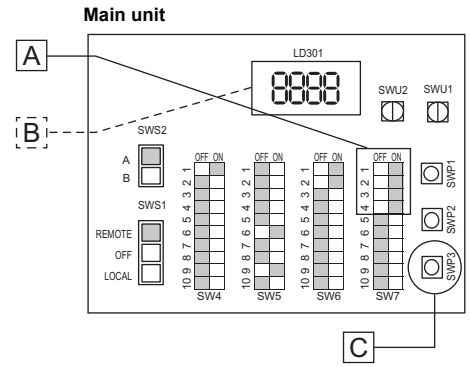 Main unit
A
LD301
8888
SWU2 SWU1
B
SWS2
A
B
OFF ON OFF ON OFF ON OFF ON
1 2 3 4 5 6 7 8 9 10
1 2 3 4 5 6 7 8 9 10
1 2 3 4 5 6 7 8 9 10
1 2 3 4 5 6 7 8 9 10
SWP1
SWS1
SWP2
REMOTE
OFF
LOCAL
SWP3
SW4 SW5 SW6 SW7
C